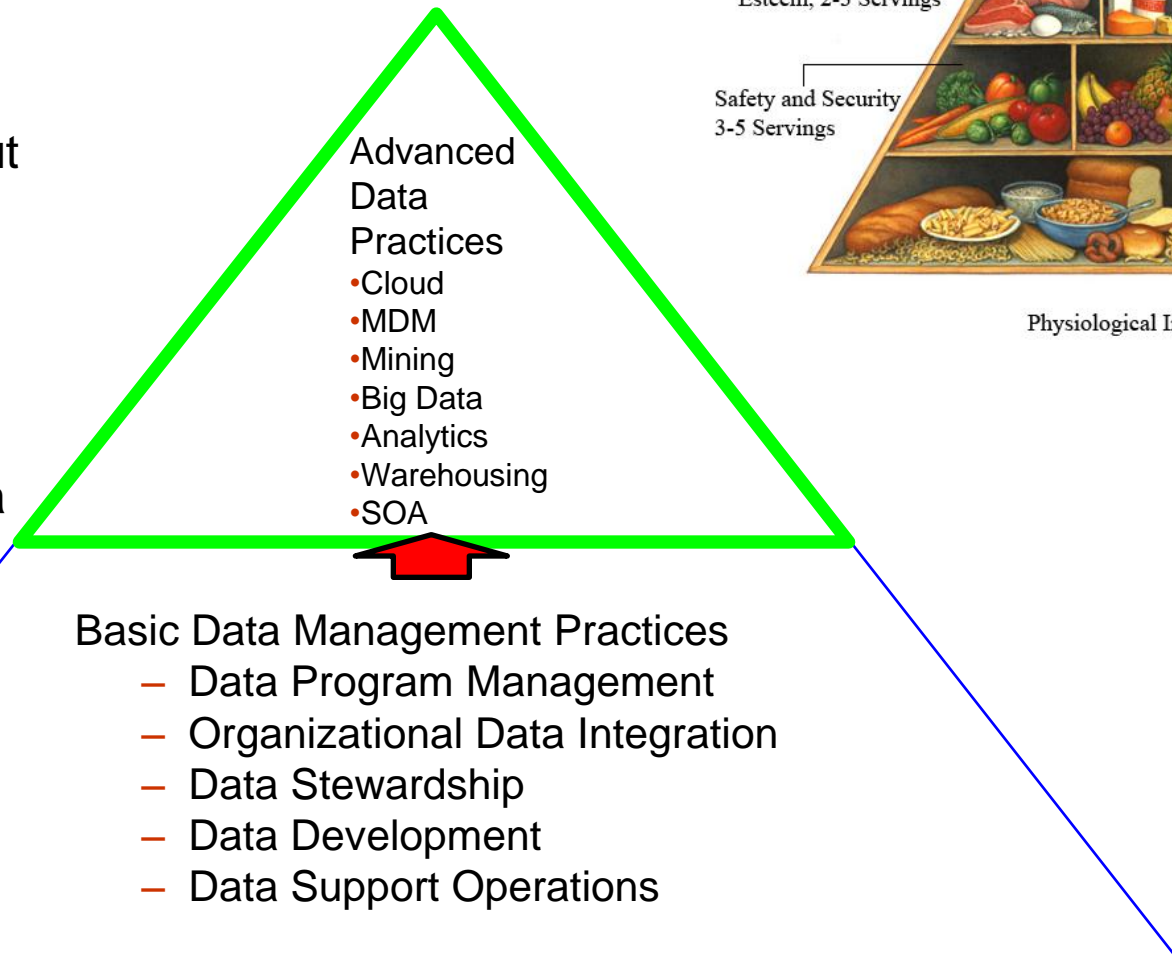 Safety and Security
3-5 Servings
Advanced
Data
Practices
•Cloud
•MDM
•Mining
•Big Data
•Analytics
•Warehousing
•SOA
Physiological
Basic Data Management Practices
– Data Program Management
– Organizational Data Integration
– Data Stewardship
– Data Development
– Data Support Operations